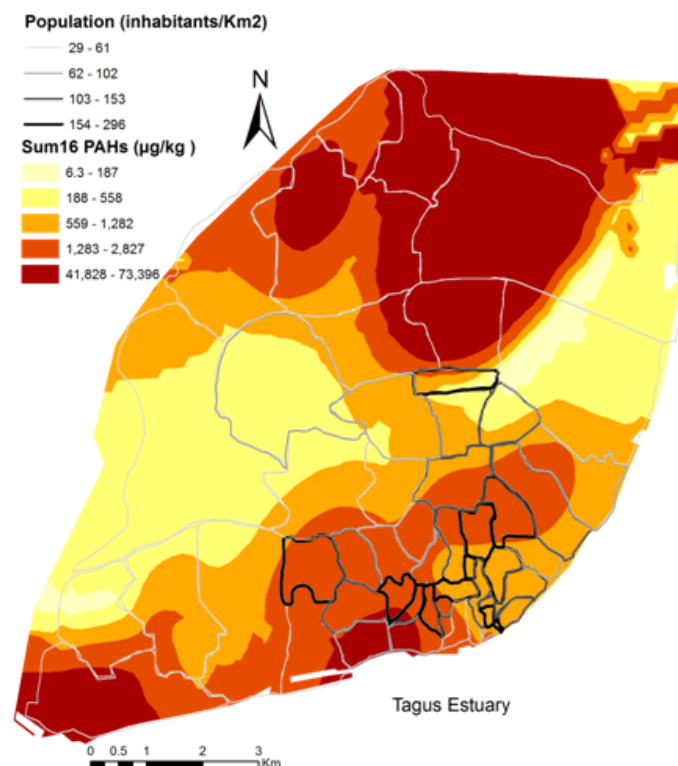 Population (inhabitants/Km2)
29 - 61
62 - 102
103 - 153
154 - 296
N
Sum16 PAHs (µg/kg )
6.3 - 187
188 - 558
559 - 1,282
1,283 - 2,827
41,828 - 73,396
Tagus Estuary
0 0.5 1 2 3
Km